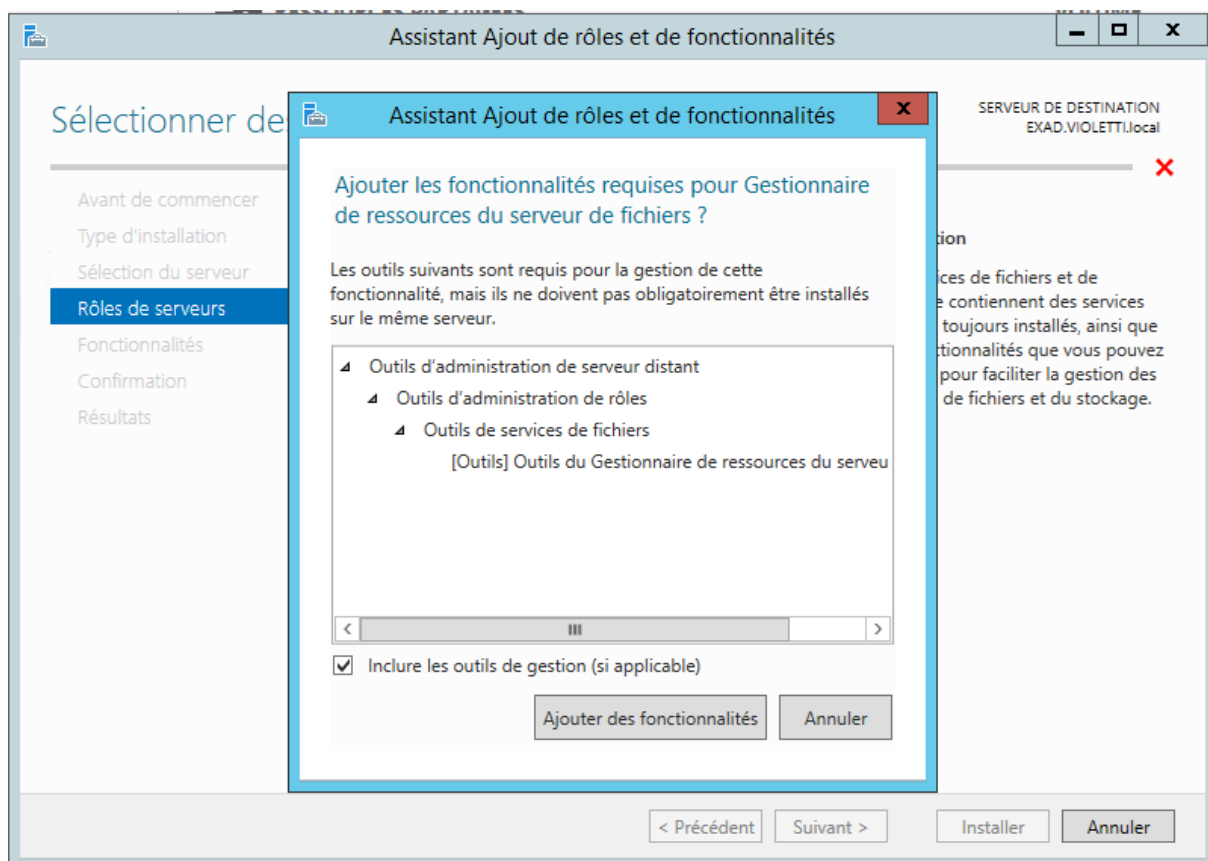 Assistant Ajout de rôles et de fonctionnalités
Sélectionner
SERVEUR DE DESTINATION
EXAD.VIOLETTI.local
Avant de commencer
Type d'installation
Sélection du serveur
Rôles de serveurs
Fonctionnalités
Confirmation
Résultats
Assistant Ajout de rôles et de fonctionnalités
Ajouter les fonctionnalités requises pour Gestionnaire
de ressources du serveur de fichiers ?
Les outils suivants sont requis pour la gestion de cette
fonctionnalité, mais ils ne doivent pas obligatoirement être installés
sur le même serveur.
Outils d'administration de serveur distant
Outils d'administration de rôles
Outils de services de fichiers
[Outils] Outils du Gestionnaire de ressources du serveu
Inclure les outils de gestion (si applicable)
Ajouter des fonctionnalités
Annuler
tion
ices de fichiers et de
e contiennent des services
toujours installés, ainsi que
ctionnalités que vous pouvez
pour faciliter la gestion des
de fichiers et du stockage.
< Précédent
Suivant >
Installer
Annuler